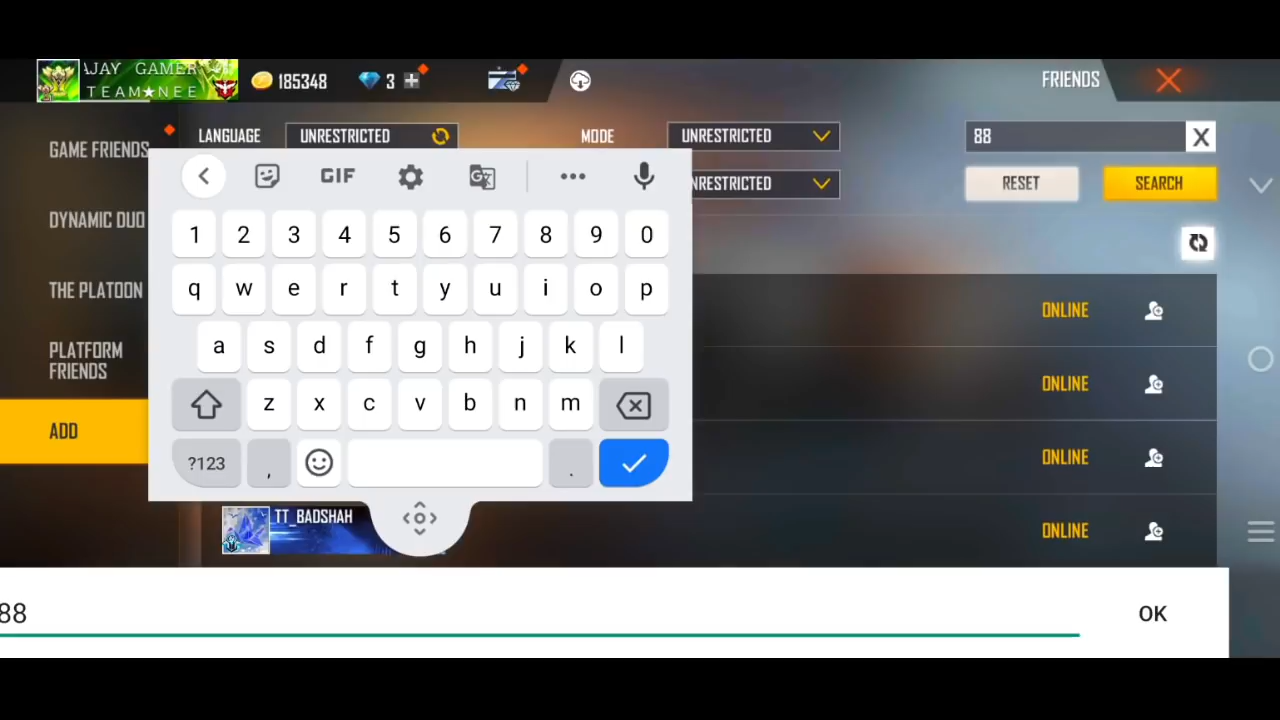 AJAY GAMER
TEAM★NEE
185348
3
FRIENDS
GAME FRIENDS
DYNAMIC DUO
THE PLATOON
PLATFORM
FRIENDS
ADD
LANGUAGE
UNRESTRICTED
MODE
UNRESTRICTED
NRESTRICTED
88
X
RESET
SEARCH
GIF
1 2 3 4 5 6 7 8 9 0
q w e r t y u i o p
a s d f g h j k l
z x c v b n m
?123 , .
ONLINE
ONLINE
ONLINE
TT_BADSHAH
ONLINE
88
OK